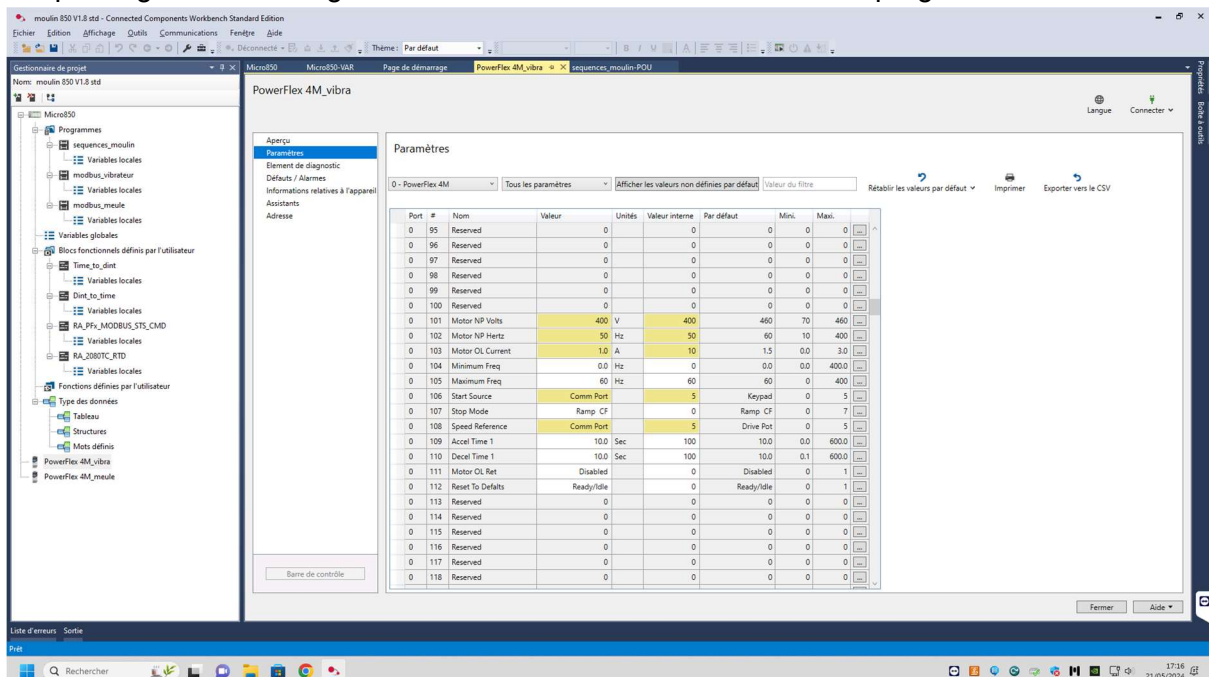 moulin 850 V1.8 std - Connected Components Workbench Standard Edition
Eichier Edition Affichage Outils Communications Fenêtre Aide
Déconnecté Thème : Par défaut
Gestionnaire de projet
Nom: moulin 850 V1.8 std
Micro850
Programmes
sequences_moulin
Variables locales
modbus_vibrateur
Variables locales
modbus_meule
Variables locales
Variables globales
Blocs fonctionnels définis par l'utilisateur
Time_to_dint
Variables locales
Dint_to_time
Variables locales
RA_PFx_MODBUS_STS_CMD
Variables locales
RA_2080TC_RTD
Variables locales
Fonctions définies par l'utilisateur
Type des données
Tableau
Structures
Mots définis
PowerFlex 4M_vibra
PowerFlex 4M_meule
Micro850 Micro850-VAR Page de démarrage PowerFlex 4M_vibra sequences_moulin-POU
PowerFlex 4M_vibra
Langue Connecter
Aperçu
Paramètres
Element de diagnostic
Défauts / Alarmes
Informations relatives à l'appareil
Assistants
Adresse
Barre de contrôle
Paramètres
0 - PowerFlex 4M Tous les paramètres Afficher les valeurs non définies par défaut Valeur du filtre Rétablir les valeurs par défaut Imprimer Exporter vers le CSV
Port # Nom Valeur Unités Valeur interne Par défaut Mini. Maxi.
0 95 Reserved 0 0 0 0 0 ...
0 96 Reserved 0 0 0 0 0 ...
0 97 Reserved 0 0 0 0 0 ...
0 98 Reserved 0 0 0 0 0 ...
0 99 Reserved 0 0 0 0 0 ...
0 100 Reserved 0 0 0 0 0 ...
0 101 Motor NP Volts 400 V 400 460 70 460 ...
0 102 Motor NP Hertz 50 Hz 50 60 10 400 ...
0 103 Motor OL Current 1.0 A 10 1.5 0.0 3.0 ...
0 104 Minimum Freq 0.0 Hz 0 0.0 0.0 400.0 ...
0 105 Maximum Freq 60 Hz 60 60 0 400 ...
0 106 Start Source Comm Port 5 Keypad 0 5 ...
0 107 Stop Mode Ramp CF 0 Ramp CF 0 7 ...
0 108 Speed Reference Comm Port 5 Drive Pot 0 5 ...
0 109 Accel Time 1 10.0 Sec 100 10.0 0.0 600.0 ...
0 110 Decel Time 1 10.0 Sec 100 10.0 0.1 600.0 ...
0 111 Motor OL Ret Disabled 0 Disabled 0 1 ...
0 112 Reset To Defalts Ready/Idle 0 Ready/Idle 0 1 ...
0 113 Reserved 0 0 0 0 0 ...
0 114 Reserved 0 0 0 0 0 ...
0 115 Reserved 0 0 0 0 0 ...
0 116 Reserved 0 0 0 0 0 ...
0 117 Reserved 0 0 0 0 0 ...
0 118 Reserved 0 0 0 0 0 ...
Fermer Aide
Propriétés Boîte à outils
Liste d'erreurs Sortie
Prêt
Rechercher
17:16
21/05/2024